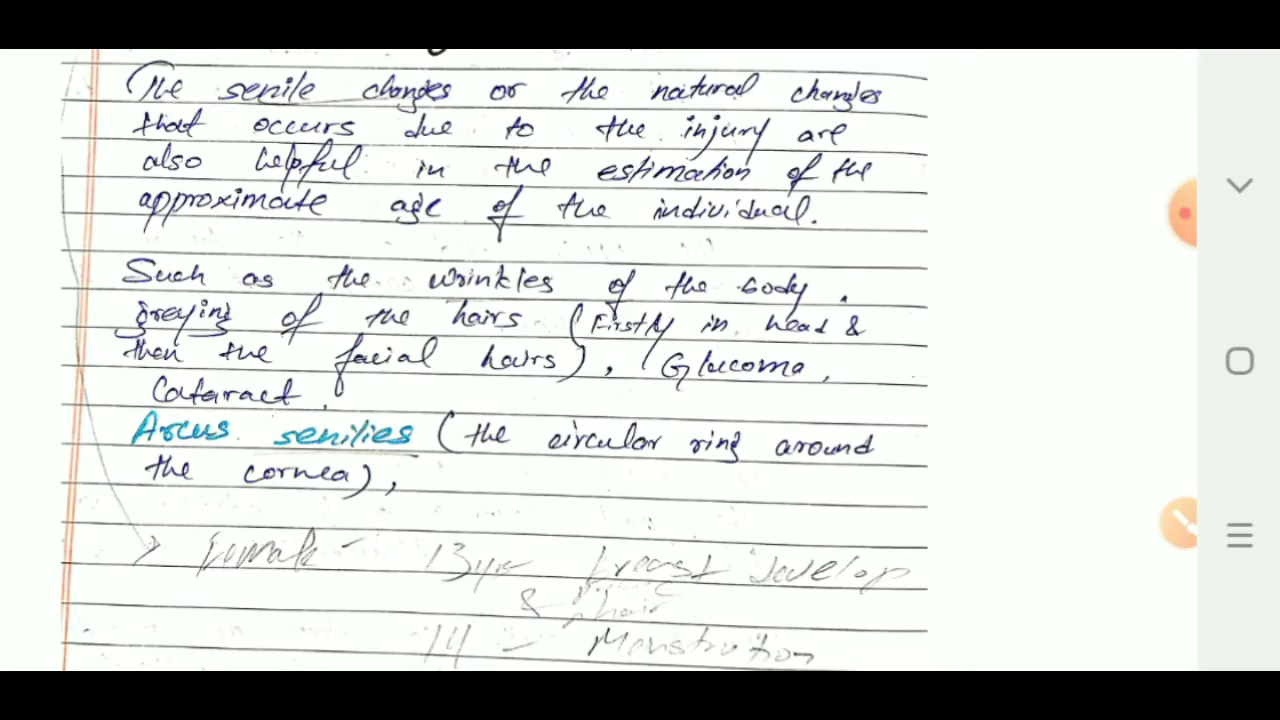 The senile changes or the natural changes
that occurs due to the injury are
also helpful in the estimation of the
approximate age of the individual.
Such as the wrinkles of the body,
greying of the hairs (Firstly in head &
then the facial hairs), Glucoma,
Cataract,
Arcus senilies (the circular ring around
the cornea),
→ Female - 13yr breast develop
& hair
14 - Menstrution